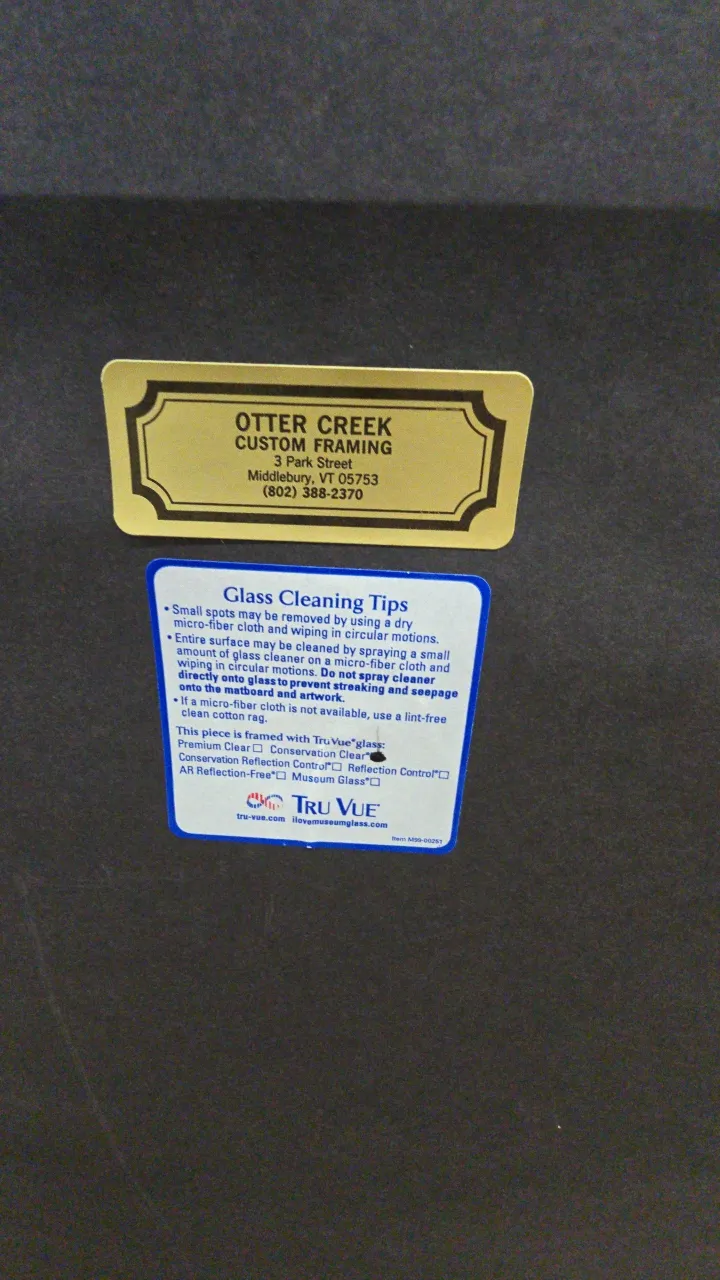 OTTER CREEK
CUSTOM FRAMING
3 Park Street
Middlebury, VT 05753
(802) 388-2370
Glass Cleaning Tips
• Small spots may be removed by using a dry
micro-fiber cloth and wiping in circular motions.
• Entire surface may be cleaned by spraying a small
amount of glass cleaner on a micro-fiber cloth and
wiping in circular motions. Do not spray cleaner
directly onto glass to prevent streaking and seepage
onto the matboard and artwork.
• If a micro-fiber cloth is not available, use a lint-free
clean cotton rag.
This piece is framed with Tru Vue® glass:
Premium Clear ☐ Conservation Clear®
Conservation Reflection Control® ☐ Reflection Control® ☐
AR Reflection-Free® ☐ Museum Glass® ☐
TRU VUE®
tru-vue.com ilovemuseumglass.com
Item M99-00261